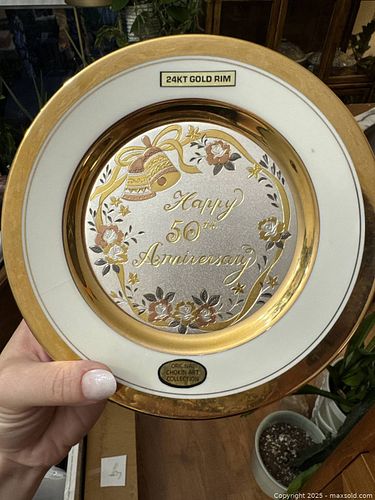 24KT GOLD RIM
Happy
50th
Anniversary
ORIGINAL
CHOKIN ART
COLLECTION
Copyright 2025 - maxsold.com